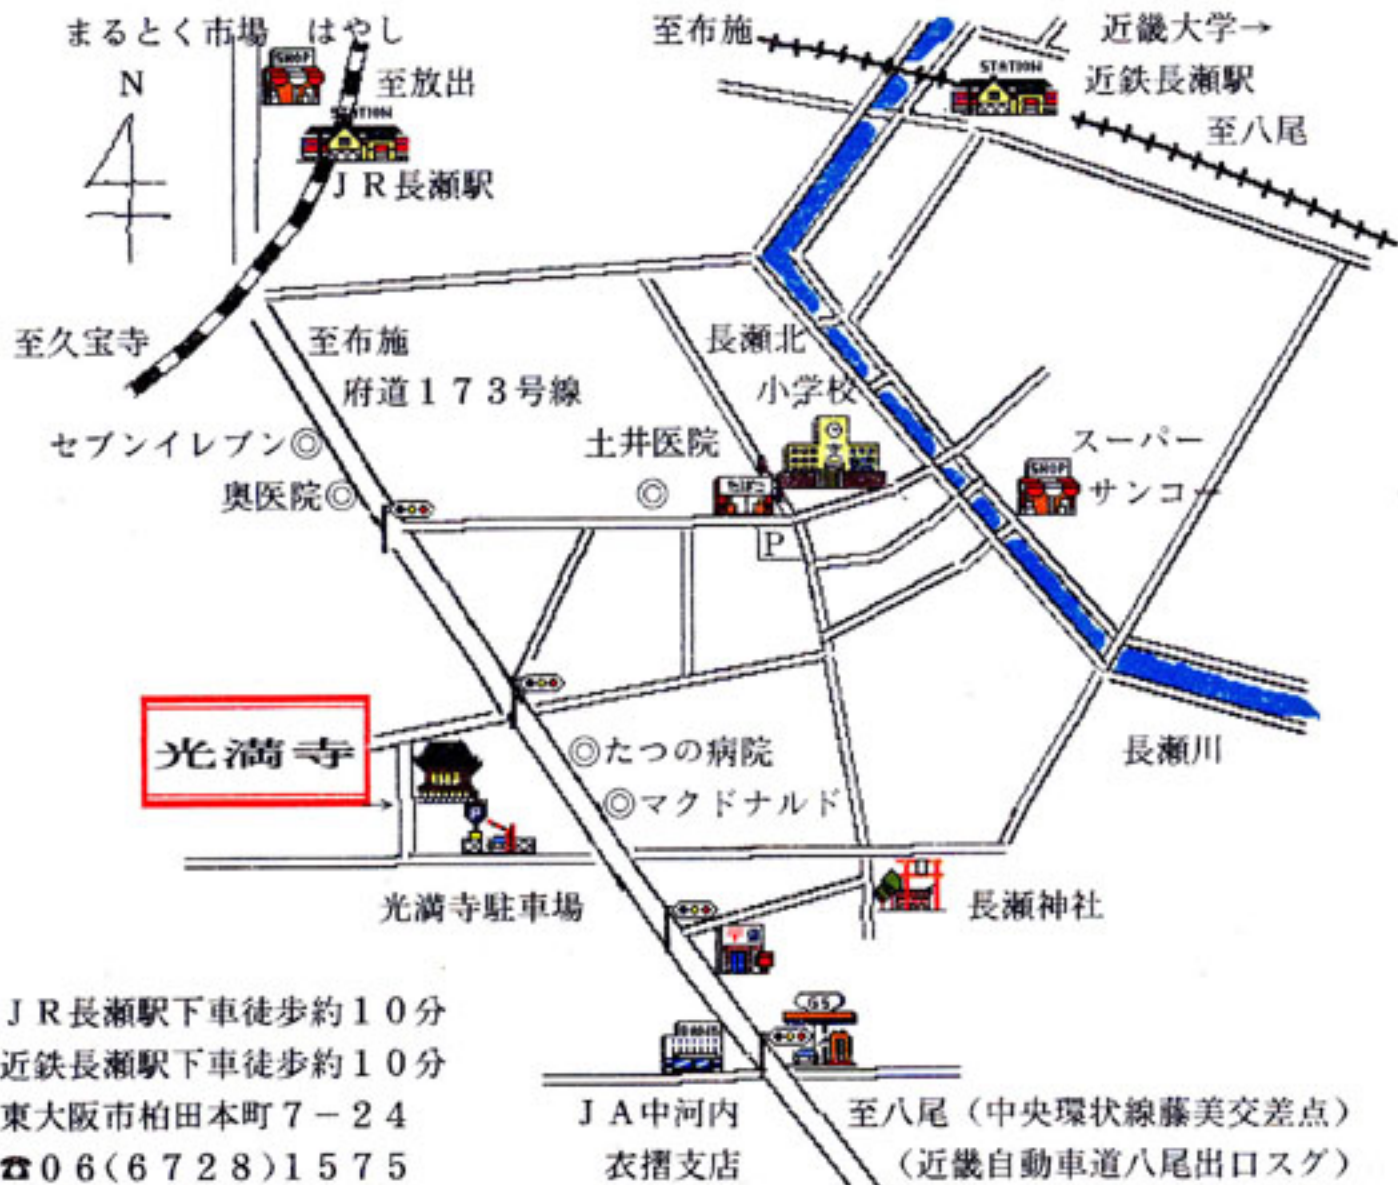 まるとく市場　はやし
N
SHOP
至放出
STATION
ＪＲ長瀬駅
至久宝寺
至布施
近畿大学→
STATION
近鉄長瀬駅
至八尾
至布施
府道１７３号線
長瀬北
小学校
セブンイレブン◎
奥医院◎
土井医院
◎
スーパー
サンコー
SHOP
P
光満寺
◎たつの病院
◎マクドナルド
長瀬川
P
光満寺駐車場
長瀬神社
GS
BANK
ＪＲ長瀬駅下車徒歩約１０分
近鉄長瀬駅下車徒歩約１０分
東大阪市柏田本町７－２４
☎０６(６７２８)１５７５
ＪＡ中河内
衣摺支店
至八尾（中央環状線藤美交差点）
（近畿自動車道八尾出口スグ）